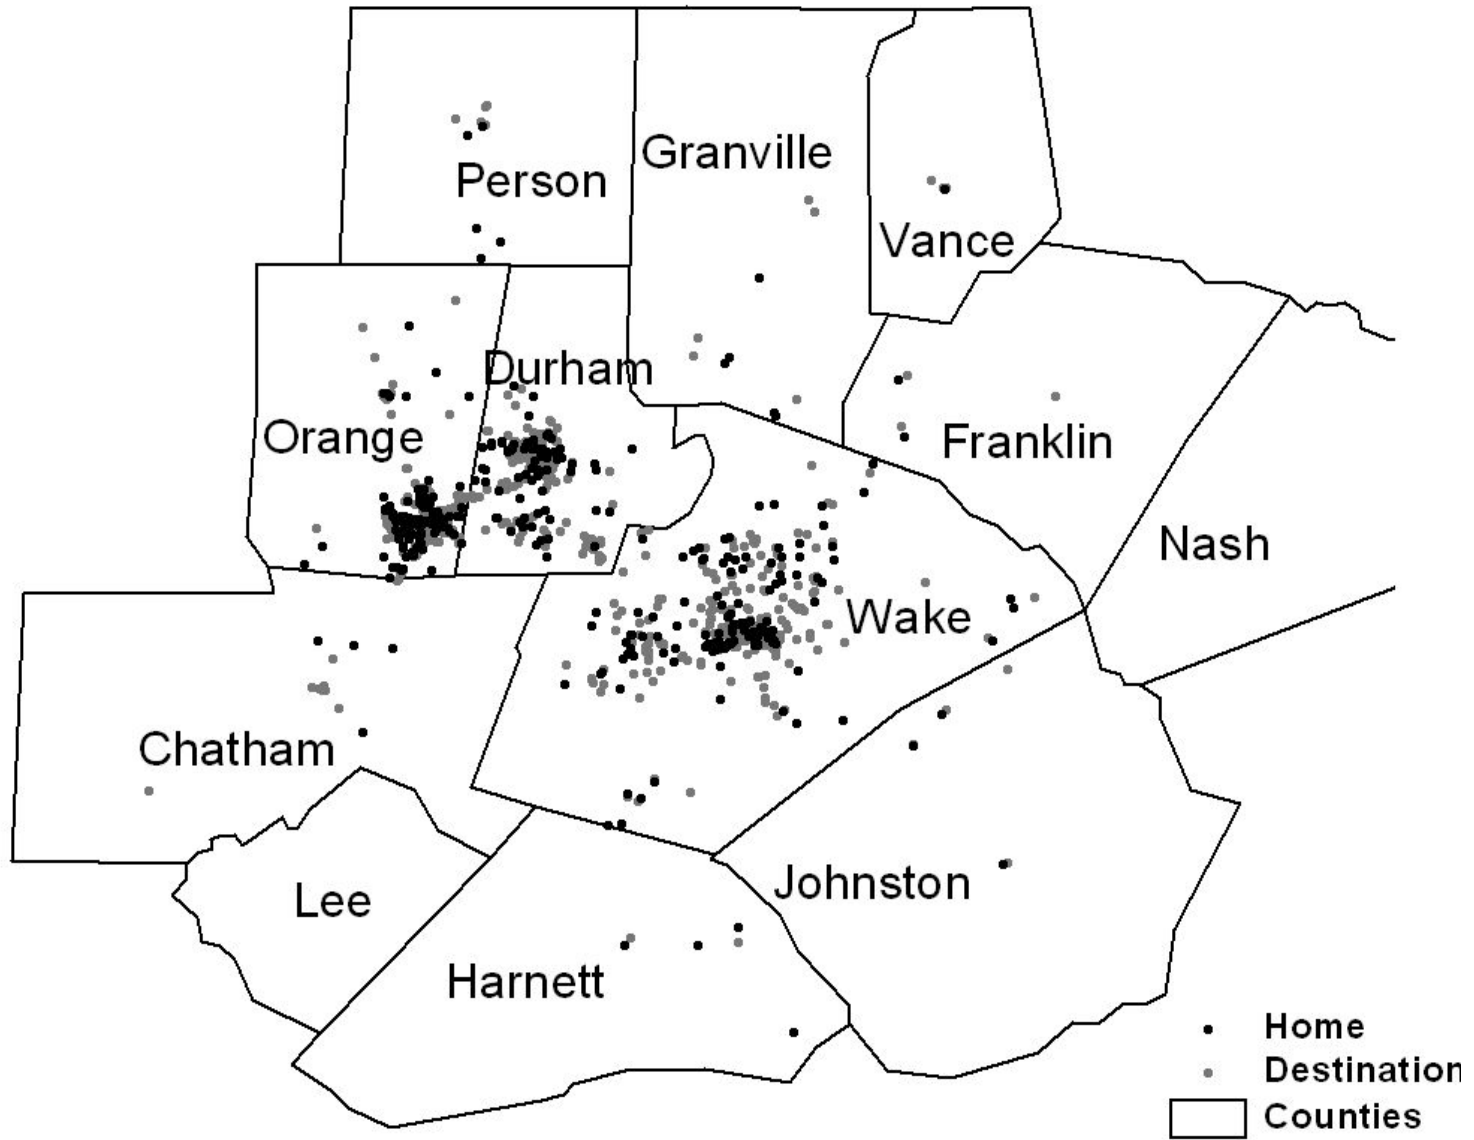 Granville
Person
Vance
Durham
Orange
Franklin
Nash
Wake
Chatham
Johnston
Lee
Harnett
Home
Destination
Counties